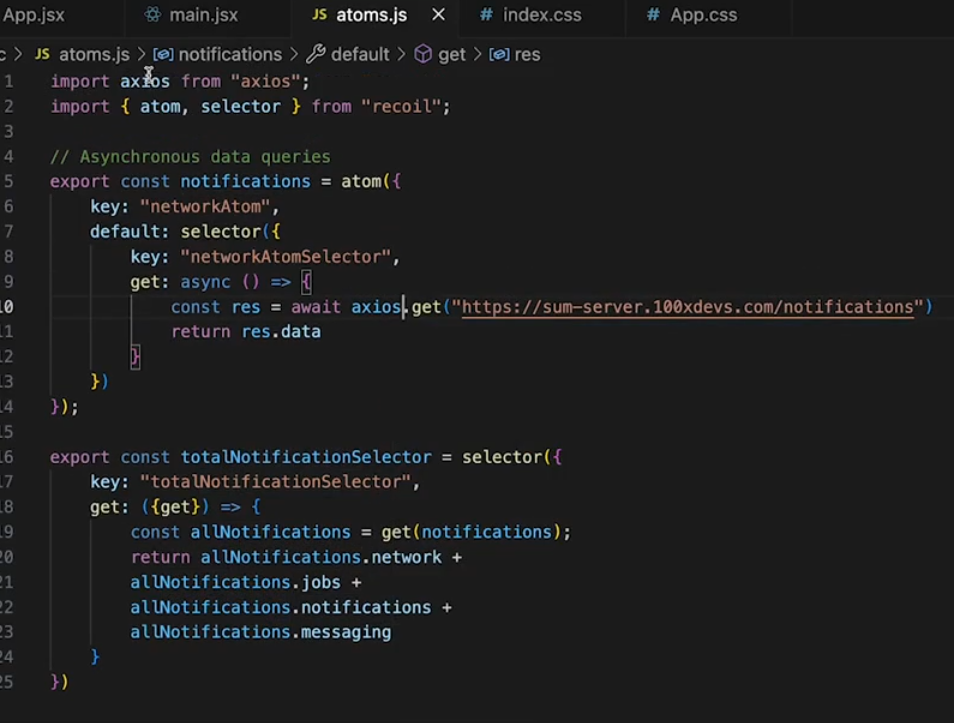 App.jsx main.jsx JS atoms.js × # index.css # App.css
c > JS atoms.js > notifications > default > get > res
1 import axios from "axios";
2 import { atom, selector } from "recoil";
3
4 // Asynchronous data queries
5 export const notifications = atom({
6 key: "networkAtom",
7 default: selector({
8 key: "networkAtomSelector",
9 get: async () => {
10 const res = await axios.get("https://sum-server.100xdevs.com/notifications")
11 return res.data
12 }
13 })
14 });
15
16 export const totalNotificationSelector = selector({
17 key: "totalNotificationSelector",
18 get: ({get}) => {
19 const allNotifications = get(notifications);
20 return allNotifications.network +
21 allNotifications.jobs +
22 allNotifications.notifications +
23 allNotifications.messaging
24 }
25 })